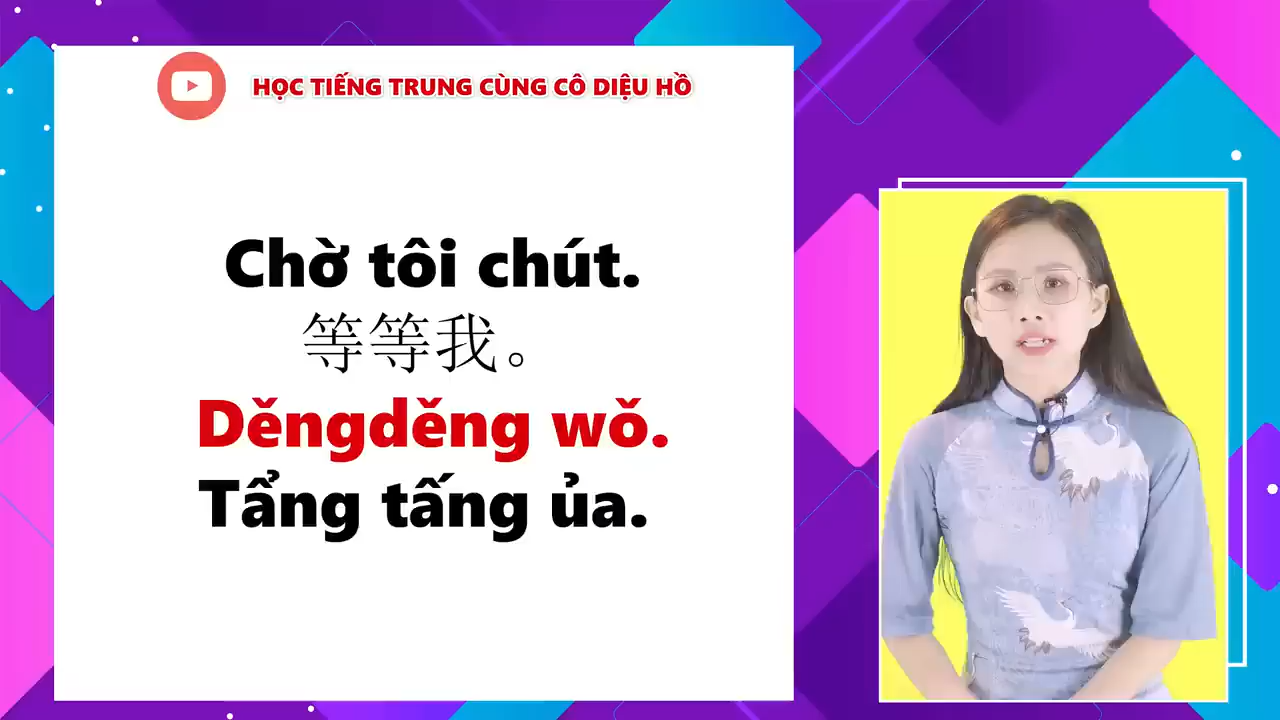 HỌC TIẾNG TRUNG CÙNG CÔ DIỆU HỒ
Chờ tôi chút.
等等我。
Děngděng wǒ.
Tẩng tấng ủa.